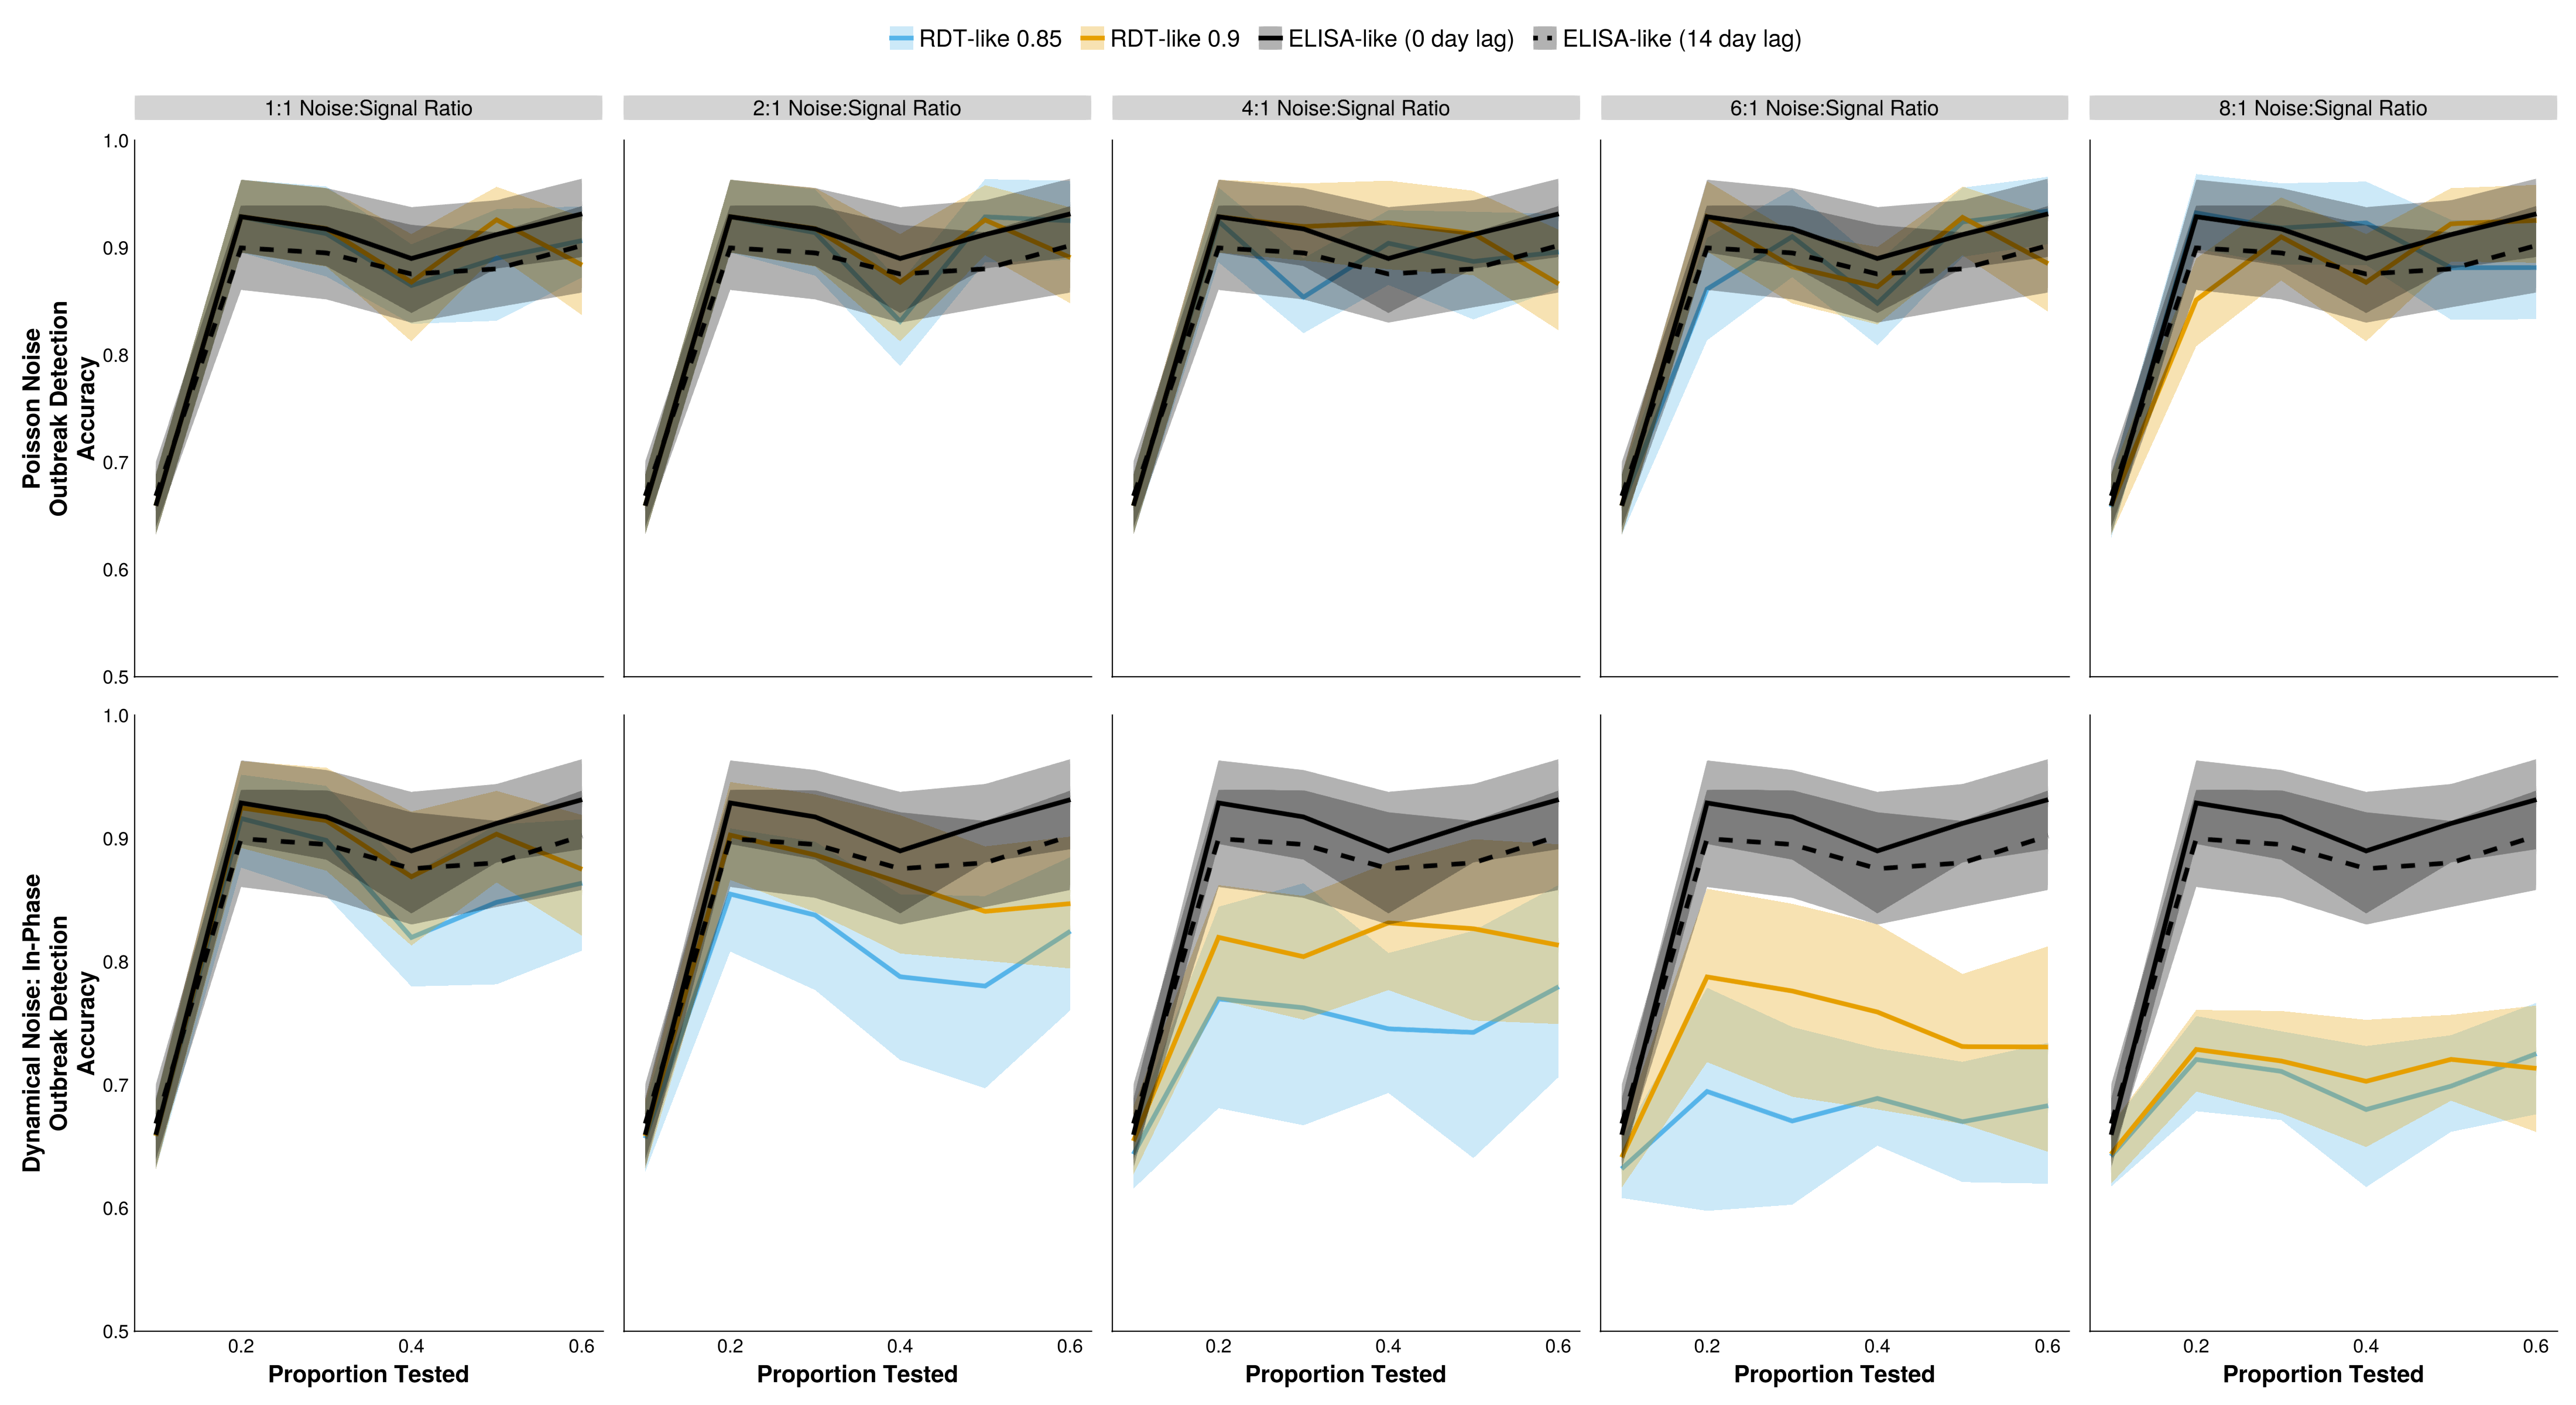 RDT-like 0.85 RDT-like 0.9 ELISA-like (0 day lag) ELISA-like (14 day lag)
1:1 Noise:Signal Ratio 2:1 Noise:Signal Ratio 4:1 Noise:Signal Ratio 6:1 Noise:Signal Ratio 8:1 Noise:Signal Ratio
Poisson Noise
Outbreak Detection
Accuracy
1.0
0.9
0.8
0.7
0.6
0.5
Dynamical Noise: In-Phase
Outbreak Detection
Accuracy
1.0
0.9
0.8
0.7
0.6
0.5
0.2 0.4 0.6 0.2 0.4 0.6 0.2 0.4 0.6 0.2 0.4 0.6 0.2 0.4 0.6
Proportion Tested Proportion Tested Proportion Tested Proportion Tested Proportion Tested